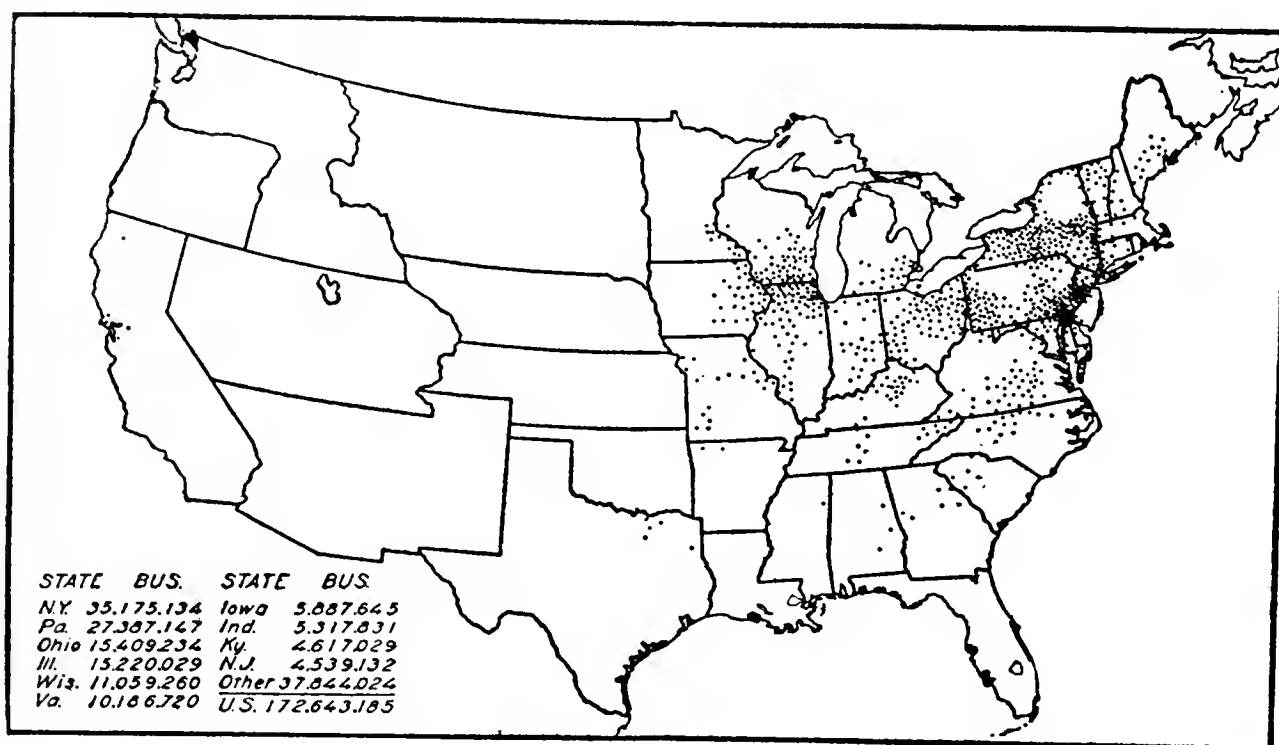 STATE BUS. STATE BUS.
N.Y. 35.175.134 Iowa 5.887.645
Pa. 27.387.147 Ind. 5.317.831
Ohio 15.409.234 Ky. 4.617.029
Ill. 15.220.029 N.J. 4.539.132
Wis. 11.059.260 Other 37.844.024
Va. 10.186.720 U.S. 172.643.185